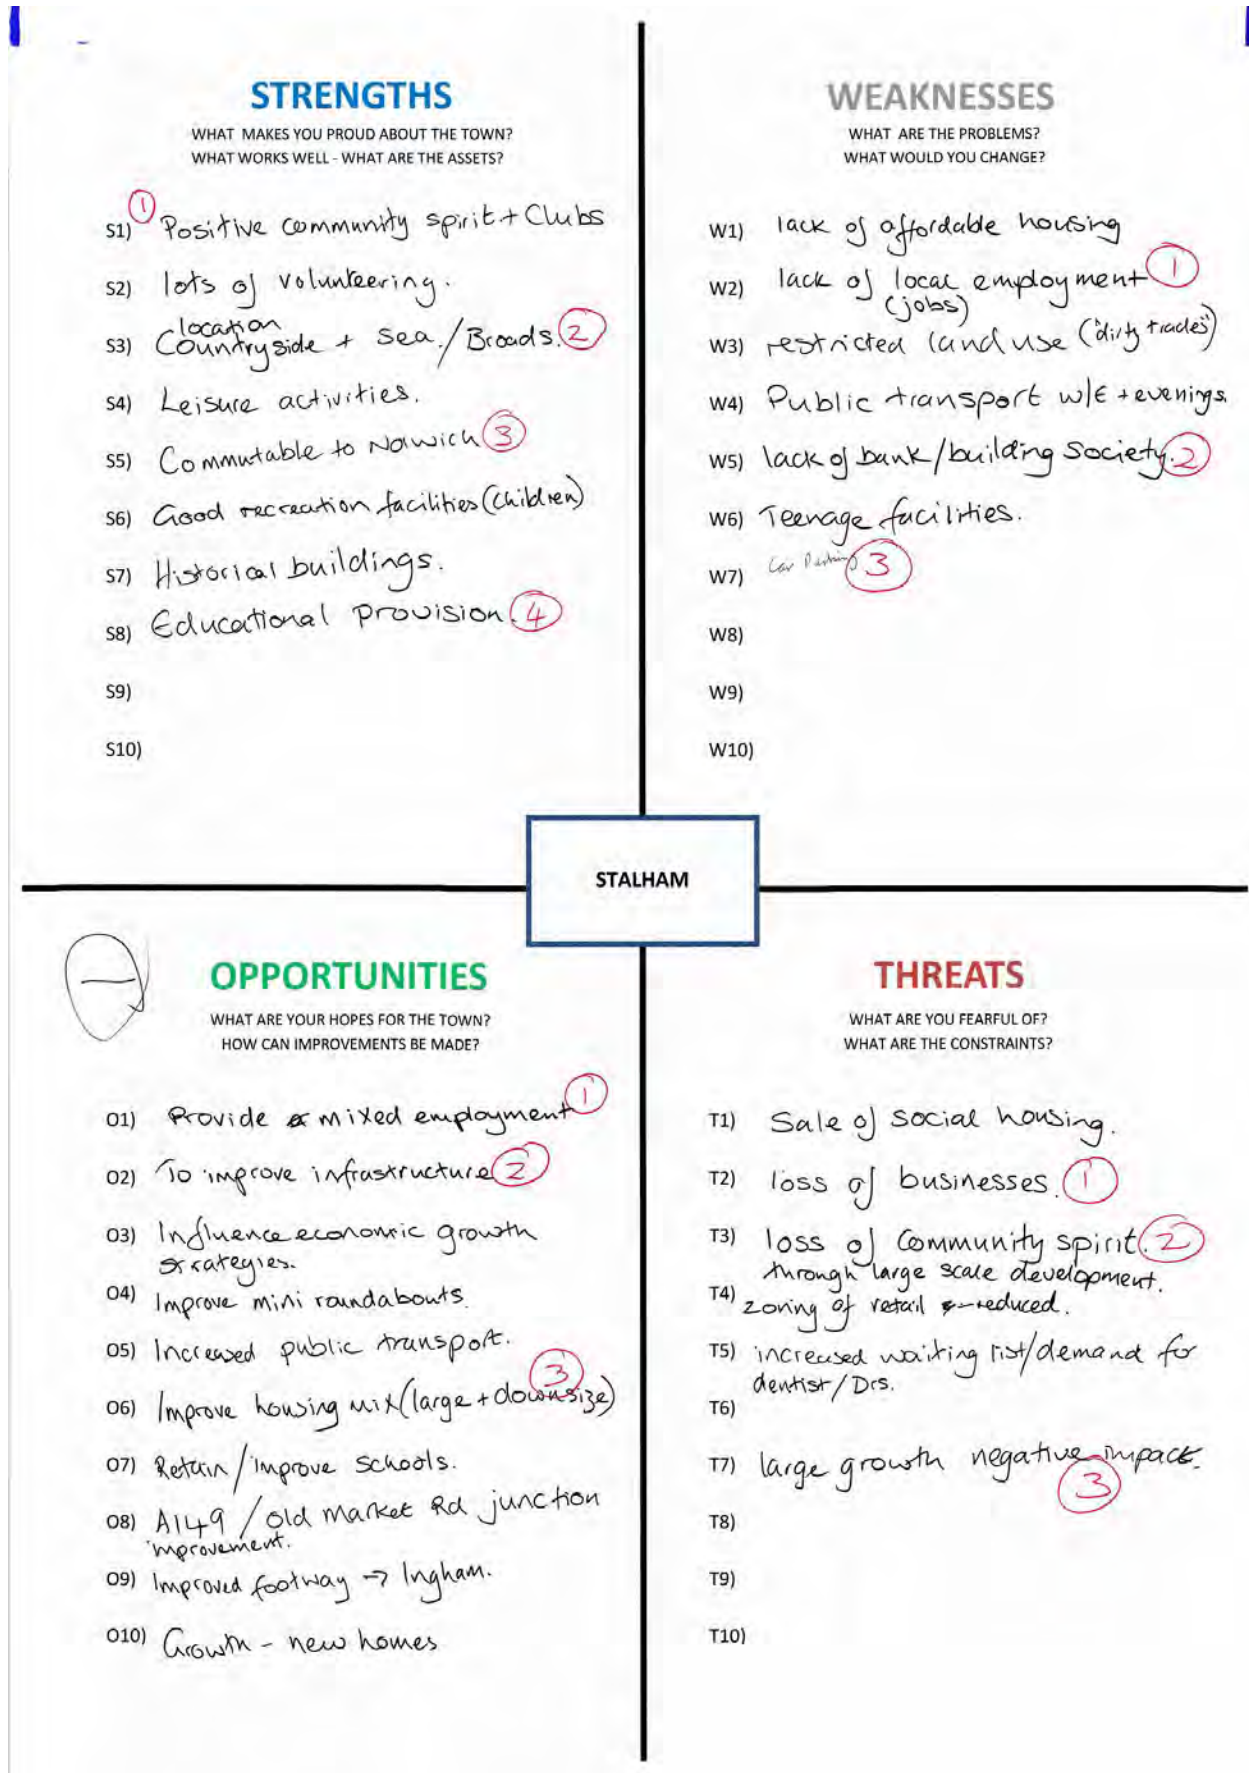 STRENGTHS
WHAT MAKES YOU PROUD ABOUT THE TOWN?
WHAT WORKS WELL - WHAT ARE THE ASSETS?
S1) ① Positive community spirit + Clubs
S2) lots of volunteering.
location
S3) Countryside + Sea./Broads. ②
S4) Leisure activities.
S5) Commutable to Norwich ③
S6) Good recreation facilities (children)
S7) Historical buildings.
S8) Educational provision. ④
S9)
S10)
WEAKNESSES
WHAT ARE THE PROBLEMS?
WHAT WOULD YOU CHANGE?
W1) lack of affordable housing
W2) lack of local employment ①
(jobs)
W3) restricted land use ("dirty trades")
W4) Public transport w/E + evenings.
W5) lack of bank/building Society. ②
W6) Teenage facilities.
W7) Car Parking ③
W8)
W9)
W10)
STALHAM
OPPORTUNITIES
WHAT ARE YOUR HOPES FOR THE TOWN?
HOW CAN IMPROVEMENTS BE MADE?
O1) Provide mixed employment ①
O2) To improve infrastructure ②
O3) Influence economic growth
strategies.
O4) Improve mini roundabouts.
O5) Increased public transport.
O6) Improve housing mix (large + downsize) ③
O7) Retain/improve schools.
O8) A149 / Old Market Rd junction
improvement.
O9) Improved footway → Ingham.
O10) Growth - new homes
THREATS
WHAT ARE YOU FEARFUL OF?
WHAT ARE THE CONSTRAINTS?
T1) Sale of social housing.
T2) loss of businesses. ①
T3) loss of Community spirit. ②
through large scale development.
T4) zoning of retail reduced.
T5) increased waiting list/demand for
dentist/Drs.
T6)
T7) large growth negative impact.
③
T8)
T9)
T10)